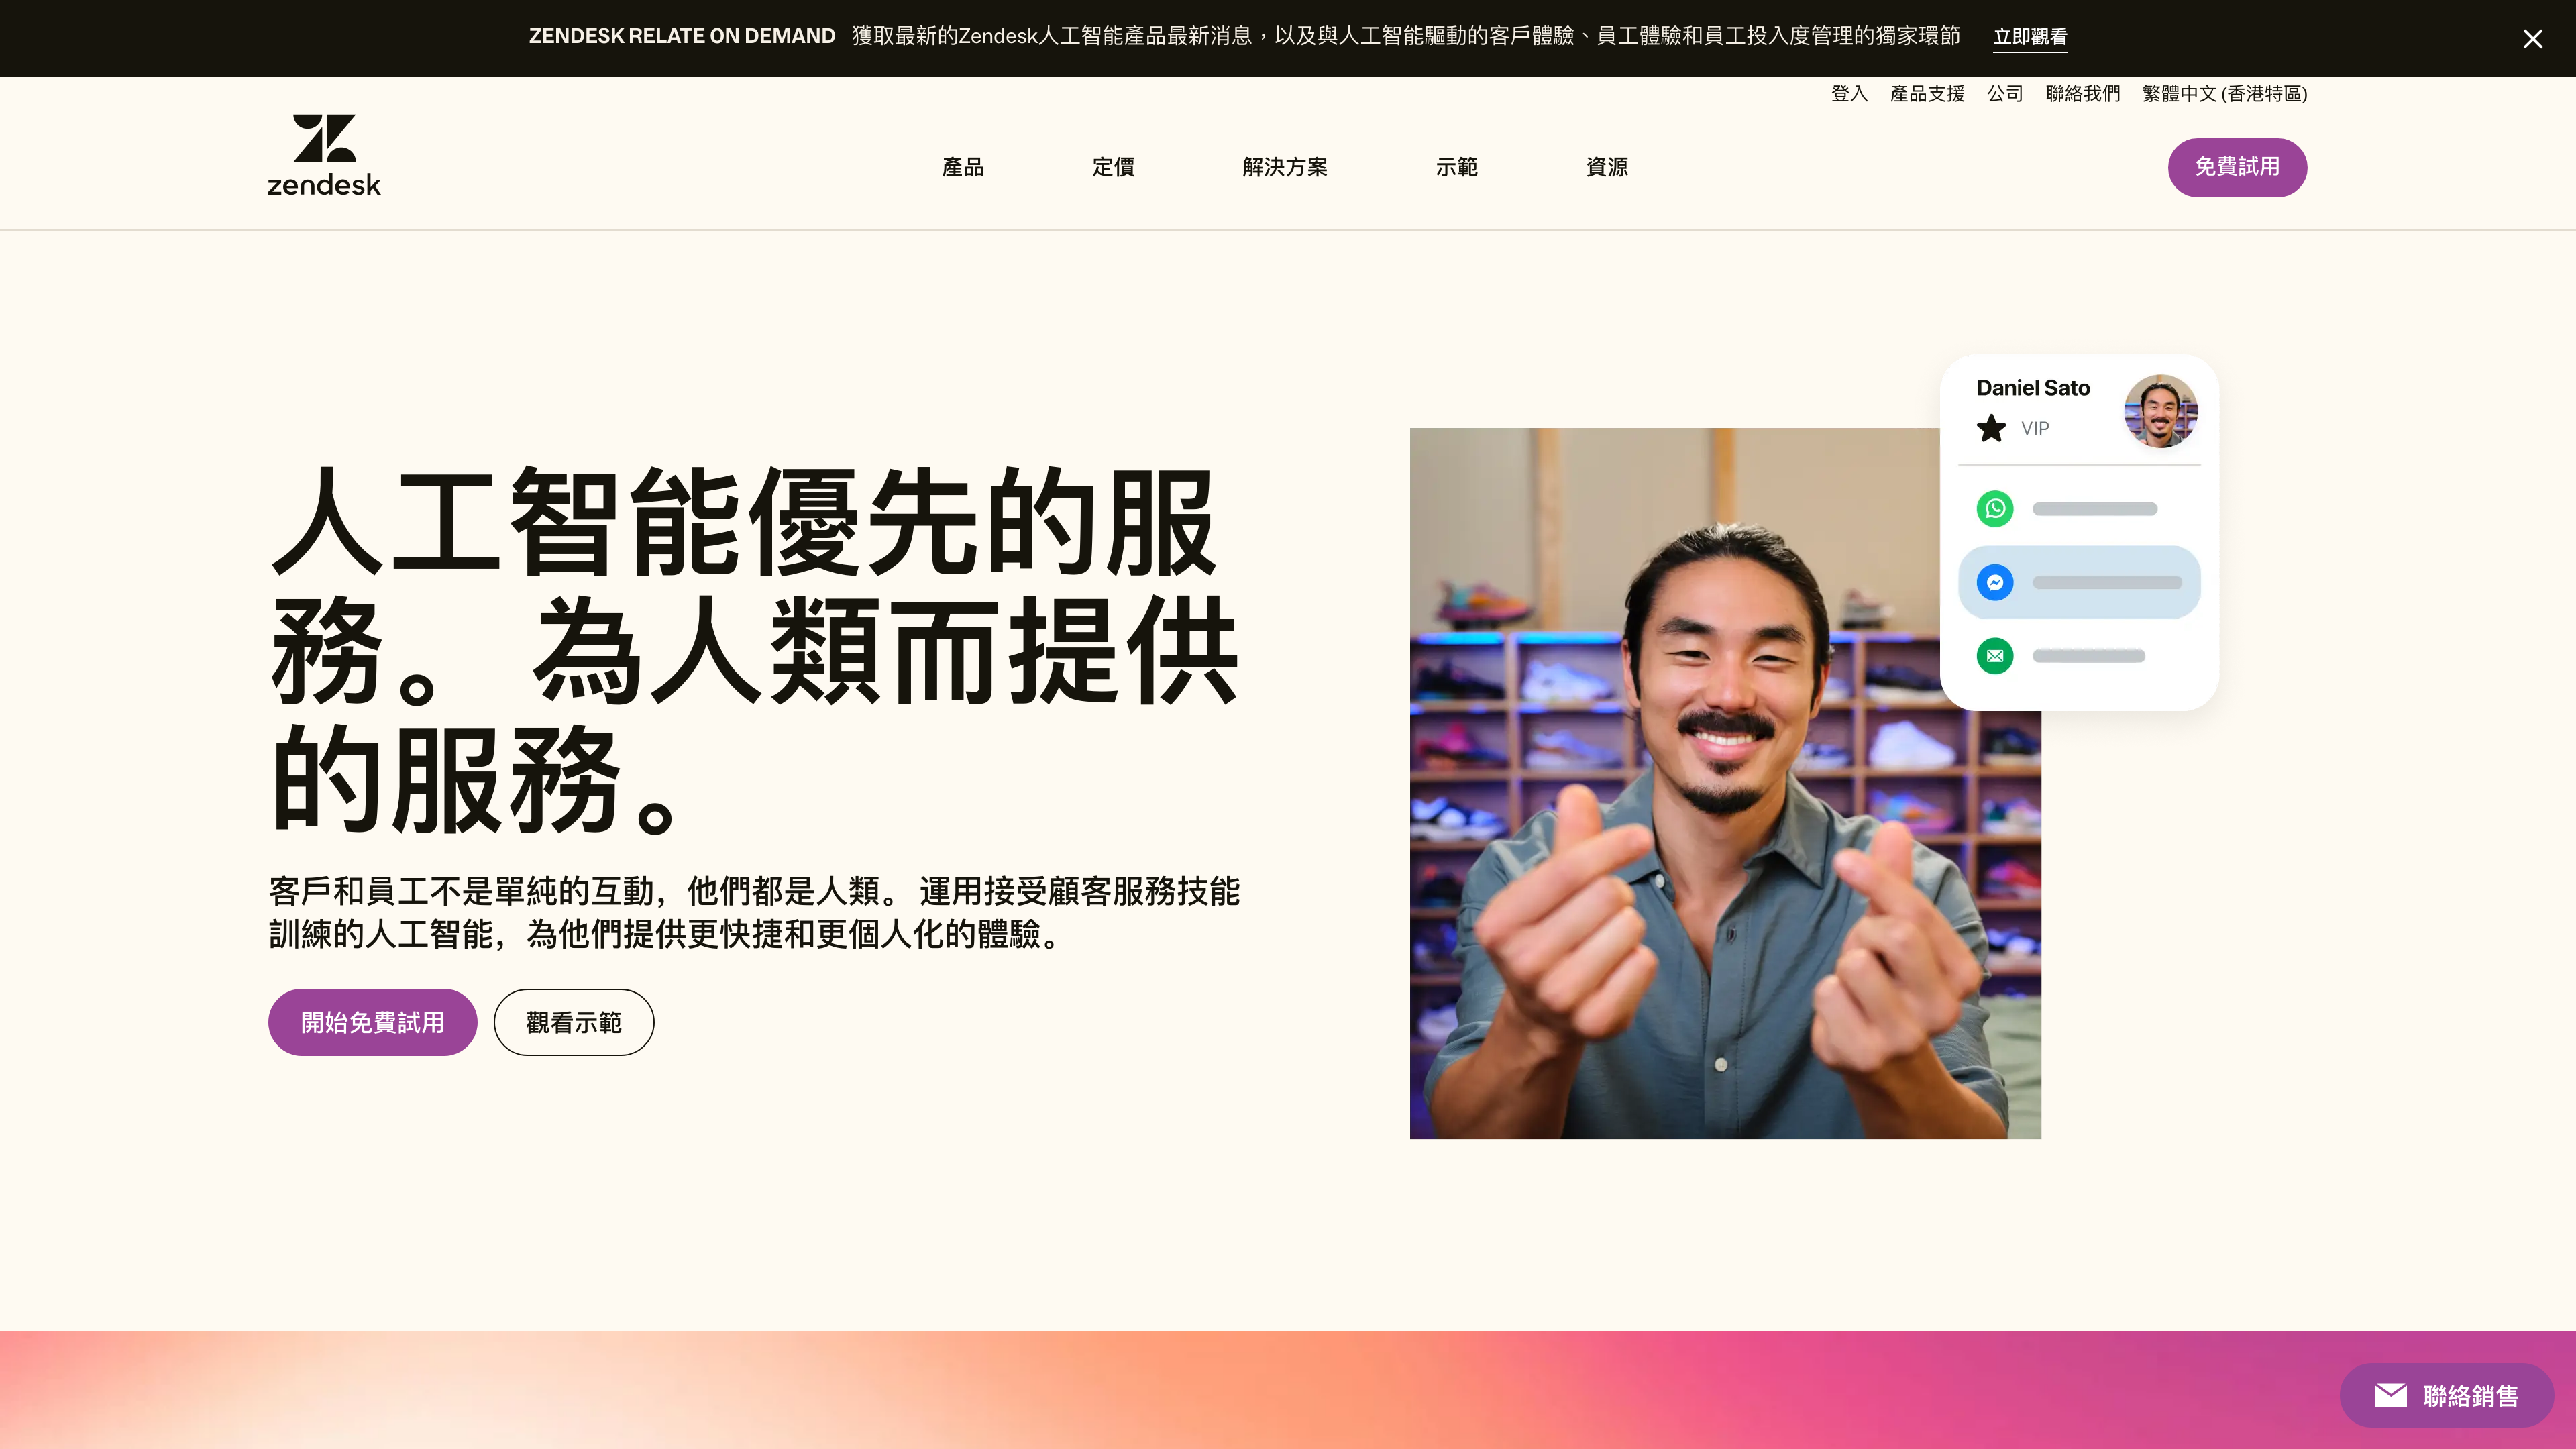 ZENDESK RELATE ON DEMAND 獲取最新的Zendesk人工智能產品最新消息，以及與人工智能驅動的客戶體驗、員工體驗和員工投入度管理的獨家環節 立即觀看
登入 產品支援 公司 聯絡我們 繁體中文 (香港特區)
zendesk
產品 定價 解決方案 示範 資源 免費試用
Daniel Sato
VIP
人工智能優先的服
務。 為人類而提供
的服務。
客戶和員工不是單純的互動，他們都是人類。 運用接受顧客服務技能
訓練的人工智能，為他們提供更快捷和更個人化的體驗。
開始免費試用 觀看示範
聯絡銷售